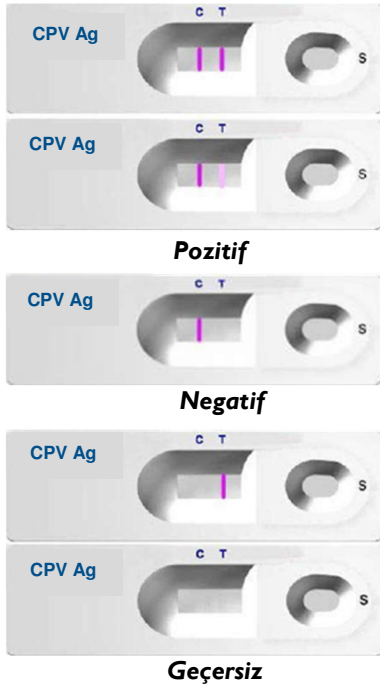 C T
CPV Ag
S
C T
CPV Ag
S
Pozitif
C T
CPV Ag
S
Negatif
C T
CPV Ag
S
C T
CPV Ag
S
Geçersiz